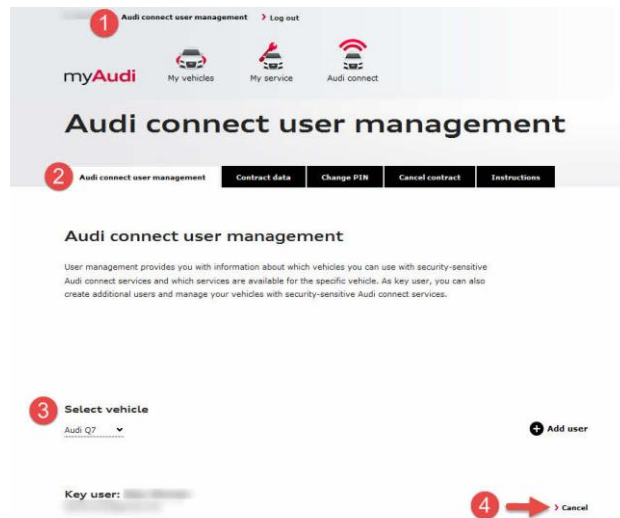 1 Audi connect user management > Log out
myAudi My vehicles My service Audi connect
Audi connect user management
2 Audi connect user management Contract data Change PIN Cancel contract Instructions
Audi connect user management
User management provides you with information about which vehicles you can use with security-sensitive
Audi connect services and which services are available for the specific vehicle. As key user, you can also
create additional users and manage your vehicles with security-sensitive Audi connect services.
3 Select vehicle
Audi Q7
Add user
Key user:
4 > Cancel